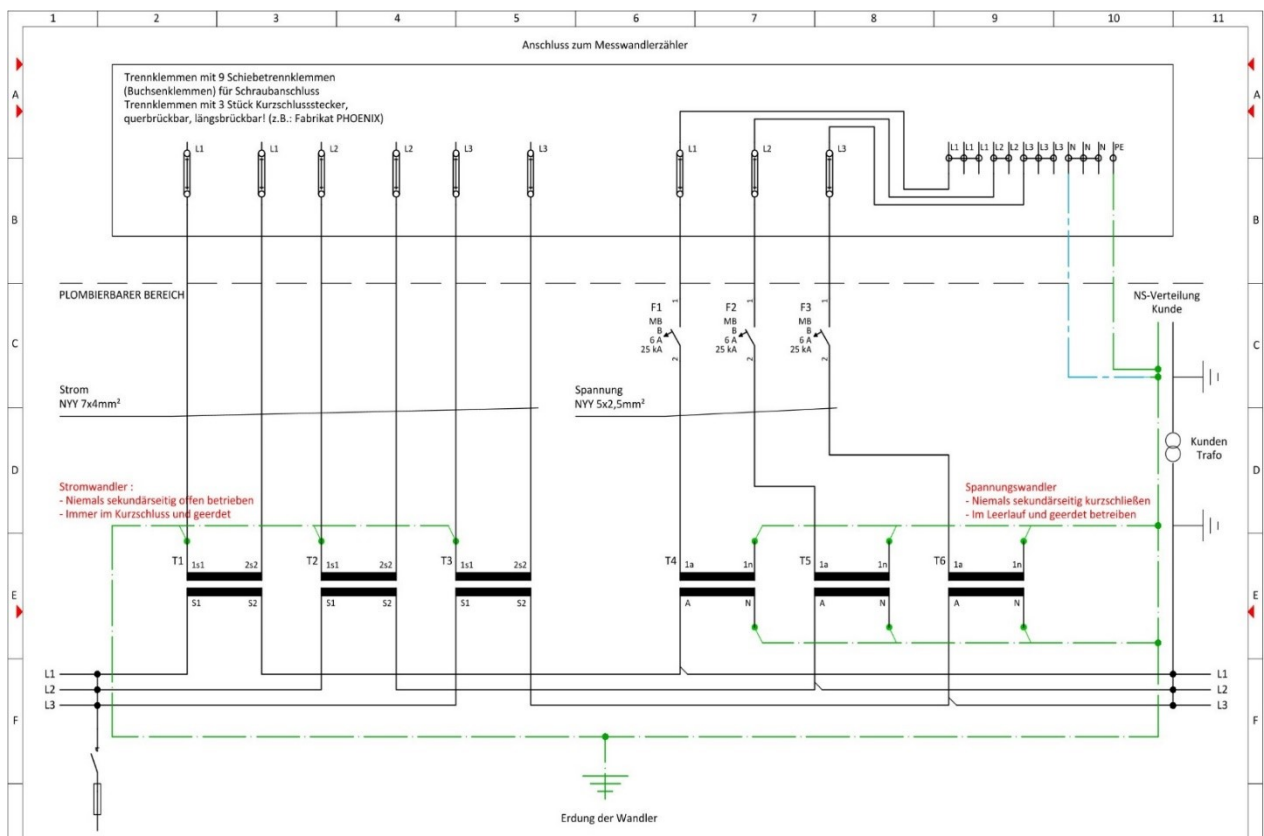 1 2 3 4 5 6 7 8 9 10 11
Anschluss zum Messwandlerzähler
Trennklemmen mit 9 Schiebetrennklemmen
(Buchsenklemmen) für Schraubanschluss
Trennklemmen mit 3 Stück Kurzschlussstecker,
querbrückbar, längsbrückbar! (z.B.: Fabrikat PHOENIX)
A A
L1 L1 L2 L2 L3 L3 L1 L2 L3 L1 L1 L1 L2 L2 L3 L3 L3 N N N PE
B B
PLOMBIERBARER BEREICH
NS-Verteilung
Kunde
F1 1 F2 1 F3 1
MB MB MB
B B B
6 A 6 A 6 A
25 kA 25 kA 25 kA
2 2 2
C C
Strom
NYY 7x4mm²
Spannung
NYY 5x2,5mm²
Kunden
Trafo
D D
Stromwandler :
- Niemals sekundärseitig offen betrieben
- Immer im Kurzschluss und geerdet
Spannungswandler
- Niemals sekundärseitig kurzschließen
- Im Leerlauf und geerdet betreiben
T1 1s1 2s2 T2 1s1 2s2 T3 1s1 2s2 T4 1a 1n T5 1a 1n T6 1a 1n
E E
S1 S2 S1 S2 S1 S2 A N A N A N
L1 L1
L2 L2
L3 L3
F F
Erdung der Wandler